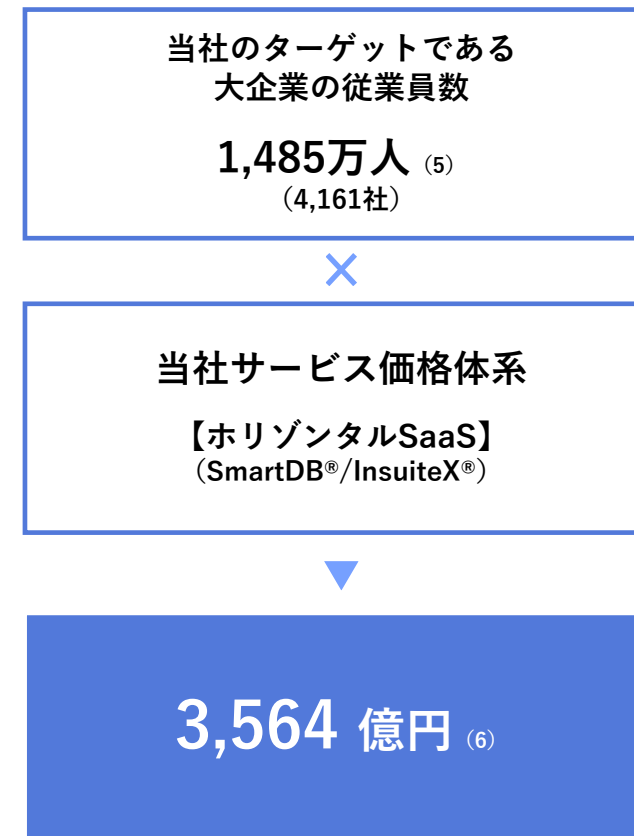 当社のターゲットである
大企業の従業員数
1,485万人（5）
（4,161社）
×
当社サービス価格体系
【ホリゾンタルSaaS】
（SmartDB®/InsuiteX®）
3,564 億円（6）